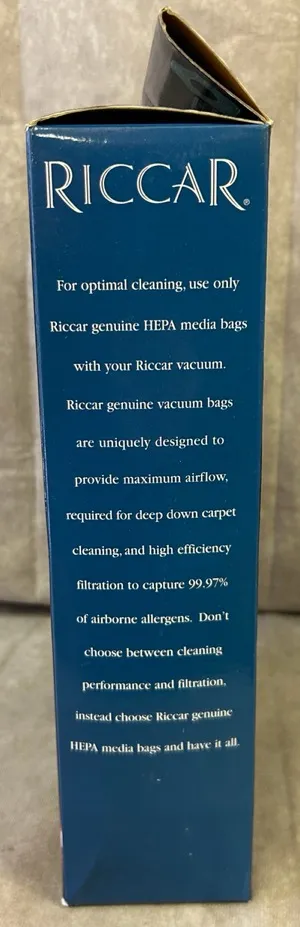 RICCAR®
For optimal cleaning, use only
Riccar genuine HEPA media bags
with your Riccar vacuum.
Riccar genuine vacuum bags
are uniquely designed to
provide maximum airflow,
required for deep down carpet
cleaning, and high efficiency
filtration to capture 99.97%
of airborne allergens. Don't
choose between cleaning
performance and filtration,
instead choose Riccar genuine
HEPA media bags and have it all.